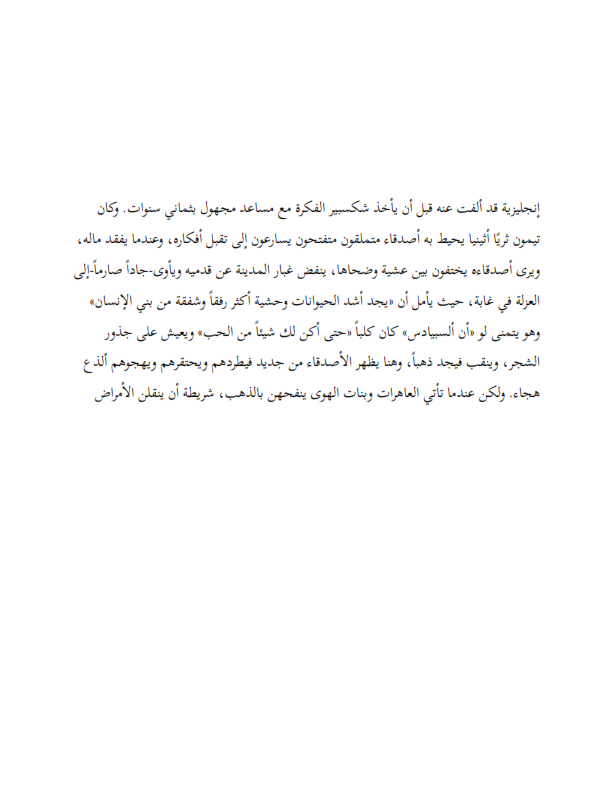 إنجليزية قد ألفت عنه قبل أن يأخذ شكسبير الفكرة مع مساعد مجهول بثماني سنوات. وكان
تيمون ثريًا أثينيا يحيط به أصدقاء متملقون متفتحون يسارعون إلى تقبل أفكاره، وعندما يفقد ماله،
ويرى أصدقاءه يختفون بين عشية وضحاها، ينفض غبار المدينة عن قدميه ويأوى-جاداً صارماً-إلى
العزلة في غابة، حيث يأمل أن «يجد أشد الحيوانات وحشية أكثر رفقاً وشفقة من بني الإنسان»
وهو يتمنى لو «أن ألسبيادس» كان كلباً «حتى أكن لك شيئاً من الحب» ويعيش على جذور
الشجر، وينقب فيجد ذهباً، وهنا يظهر الأصدقاء من جديد فيطردهم ويحتقرهم ويهجوهم ألذع
هجاء. ولكن عندما تأتي العاهرات وبنات الهوى ينفحهن بالذهب، شريطة أن ينقلن الأمراض